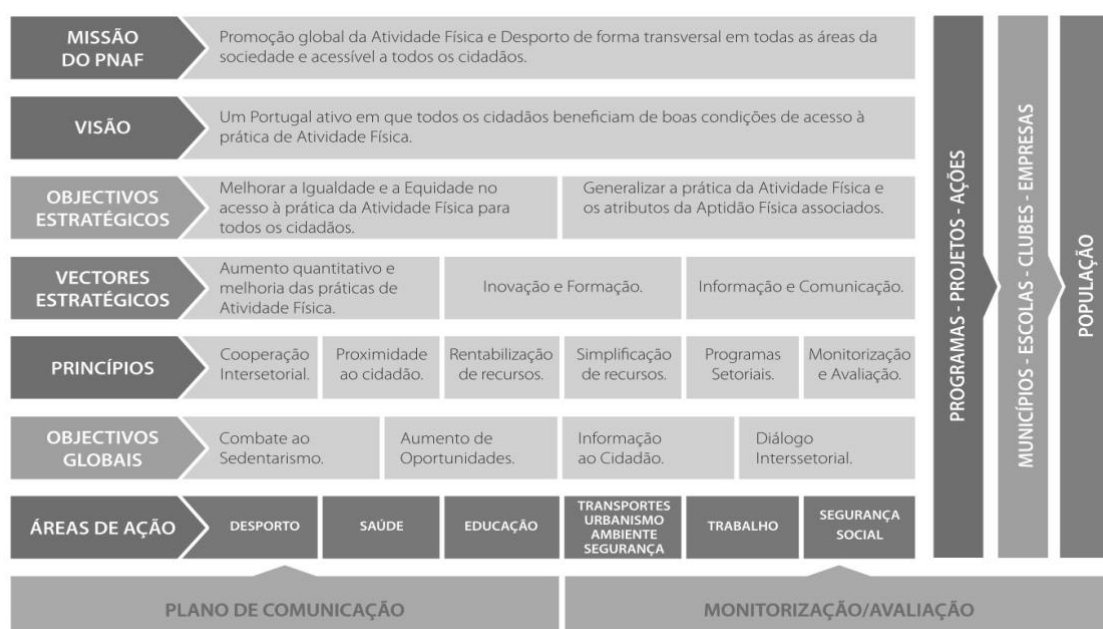 MISSÃO
DO PNAF
Promoção global da Atividade Física e Desporto de forma transversal em todas as áreas da
sociedade e acessível a todos os cidadãos.
VISÃO
Um Portugal ativo em que todos os cidadãos beneficiam de boas condições de acesso à
prática de Atividade Física.
OBJECTIVOS
ESTRATÉGICOS
Melhorar a Igualdade e a Equidade no
acesso à prática da Atividade Física para
todos os cidadãos.
Generalizar a prática da Atividade Física e
os atributos da Aptidão Física associados.
VECTORES
ESTRATÉGICOS
Aumento quantitativo e
melhoria das práticas de
Atividade Física.
Inovação e Formação.
Informação e Comunicação.
PRINCÍPIOS
Cooperação
Intersetorial.
Proximidade
ao cidadão.
Rentabilização
de recursos.
Simplificação
de recursos.
Programas
Setoriais.
Monitorização
e Avaliação.
OBJECTIVOS
GLOBAIS
Combate ao
Sedentarismo.
Aumento de
Oportunidades.
Informação
ao Cidadão.
Diálogo
Interssetorial.
ÁREAS DE AÇÃO
DESPORTO
SAÚDE
EDUCAÇÃO
TRANSPORTES
URBANISMO
AMBIENTE
SEGURANÇA
TRABALHO
SEGURANÇA
SOCIAL
PROGRAMAS - PROJETOS - AÇÕES
MUNICÍPIOS - ESCOLAS - CLUBES - EMPRESAS
POPULAÇÃO
PLANO DE COMUNICAÇÃO
MONITORIZAÇÃO/AVALIAÇÃO